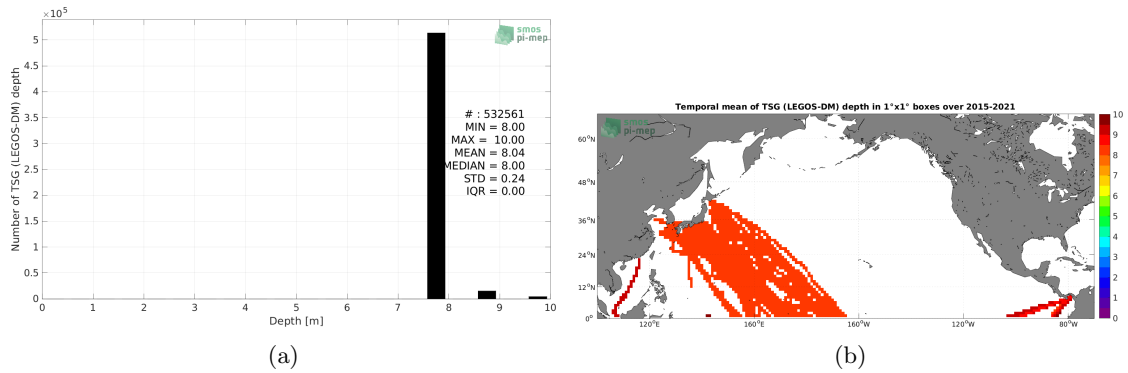 ×10⁵
5
4.5
4
3.5
3
2.5
2
1.5
1
0.5
0
Number of TSG (LEGOS-DM) depth
smos
pi-mep
# : 532561
MIN = 8.00
MAX = 10.00
MEAN = 8.04
MEDIAN = 8.00
STD = 0.24
IQR = 0.00
0 1 2 3 4 5 6 7 8 9 10
Depth [m]
(a)
Temporal mean of TSG (LEGOS-DM) depth in 1°x1° boxes over 2015-2021
smos
pi-mep
60°N
48°N
36°N
24°N
12°N
0°
120°E 160°E 160°W 120°W 80°W
10
9
8
7
6
5
4
3
2
1
0
(b)